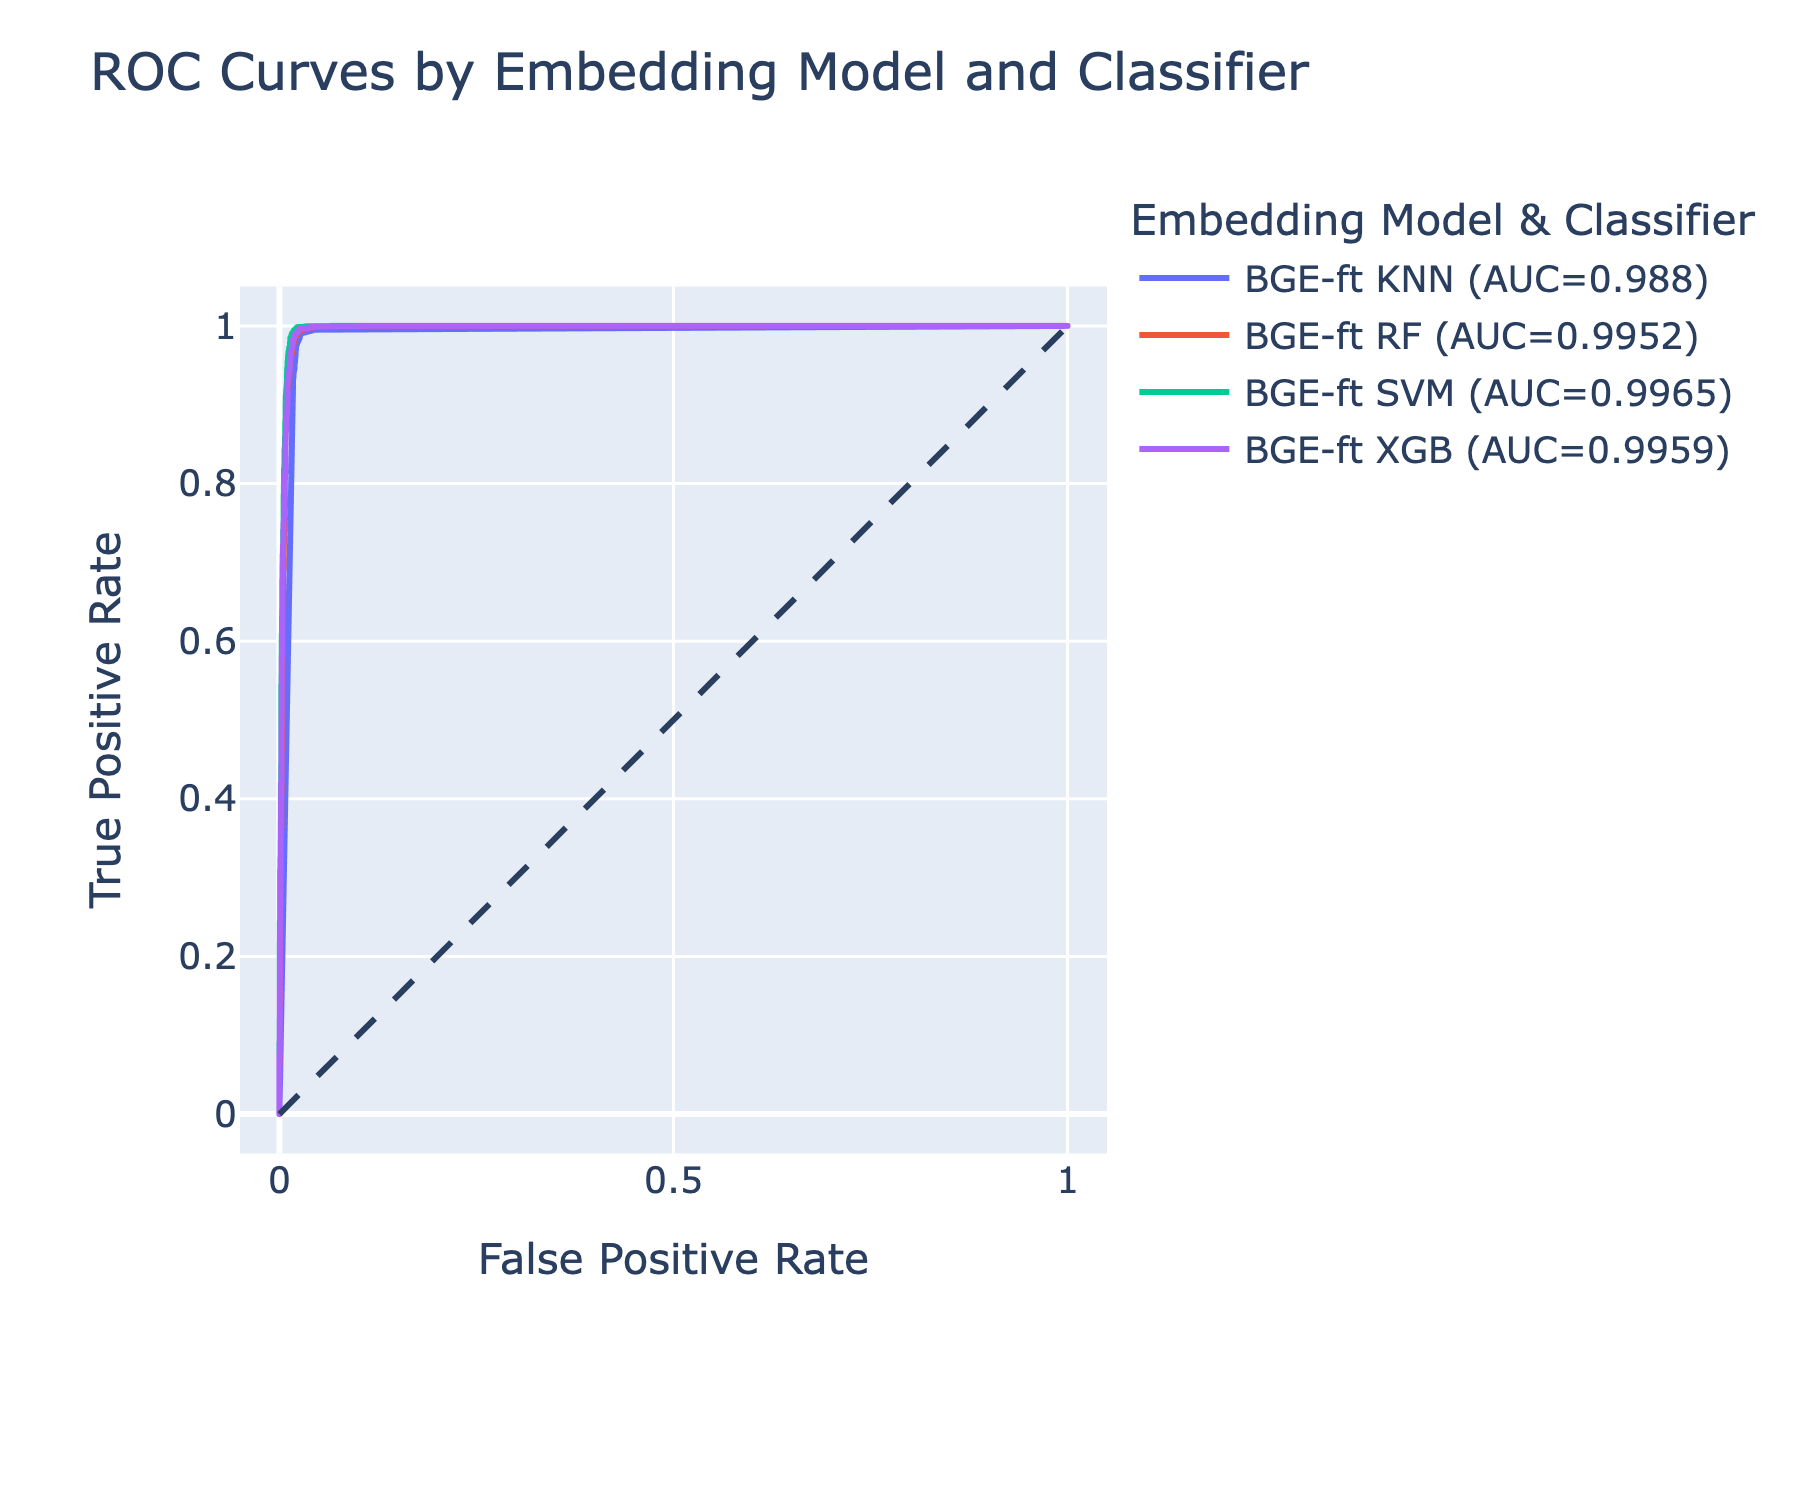 ROC Curves by Embedding Model and Classifier
Embedding Model & Classifier
BGE-ft KNN (AUC=0.988)
BGE-ft RF (AUC=0.9952)
BGE-ft SVM (AUC=0.9965)
BGE-ft XGB (AUC=0.9959)
True Positive Rate
1
0.8
0.6
0.4
0.2
0
0 0.5 1
False Positive Rate